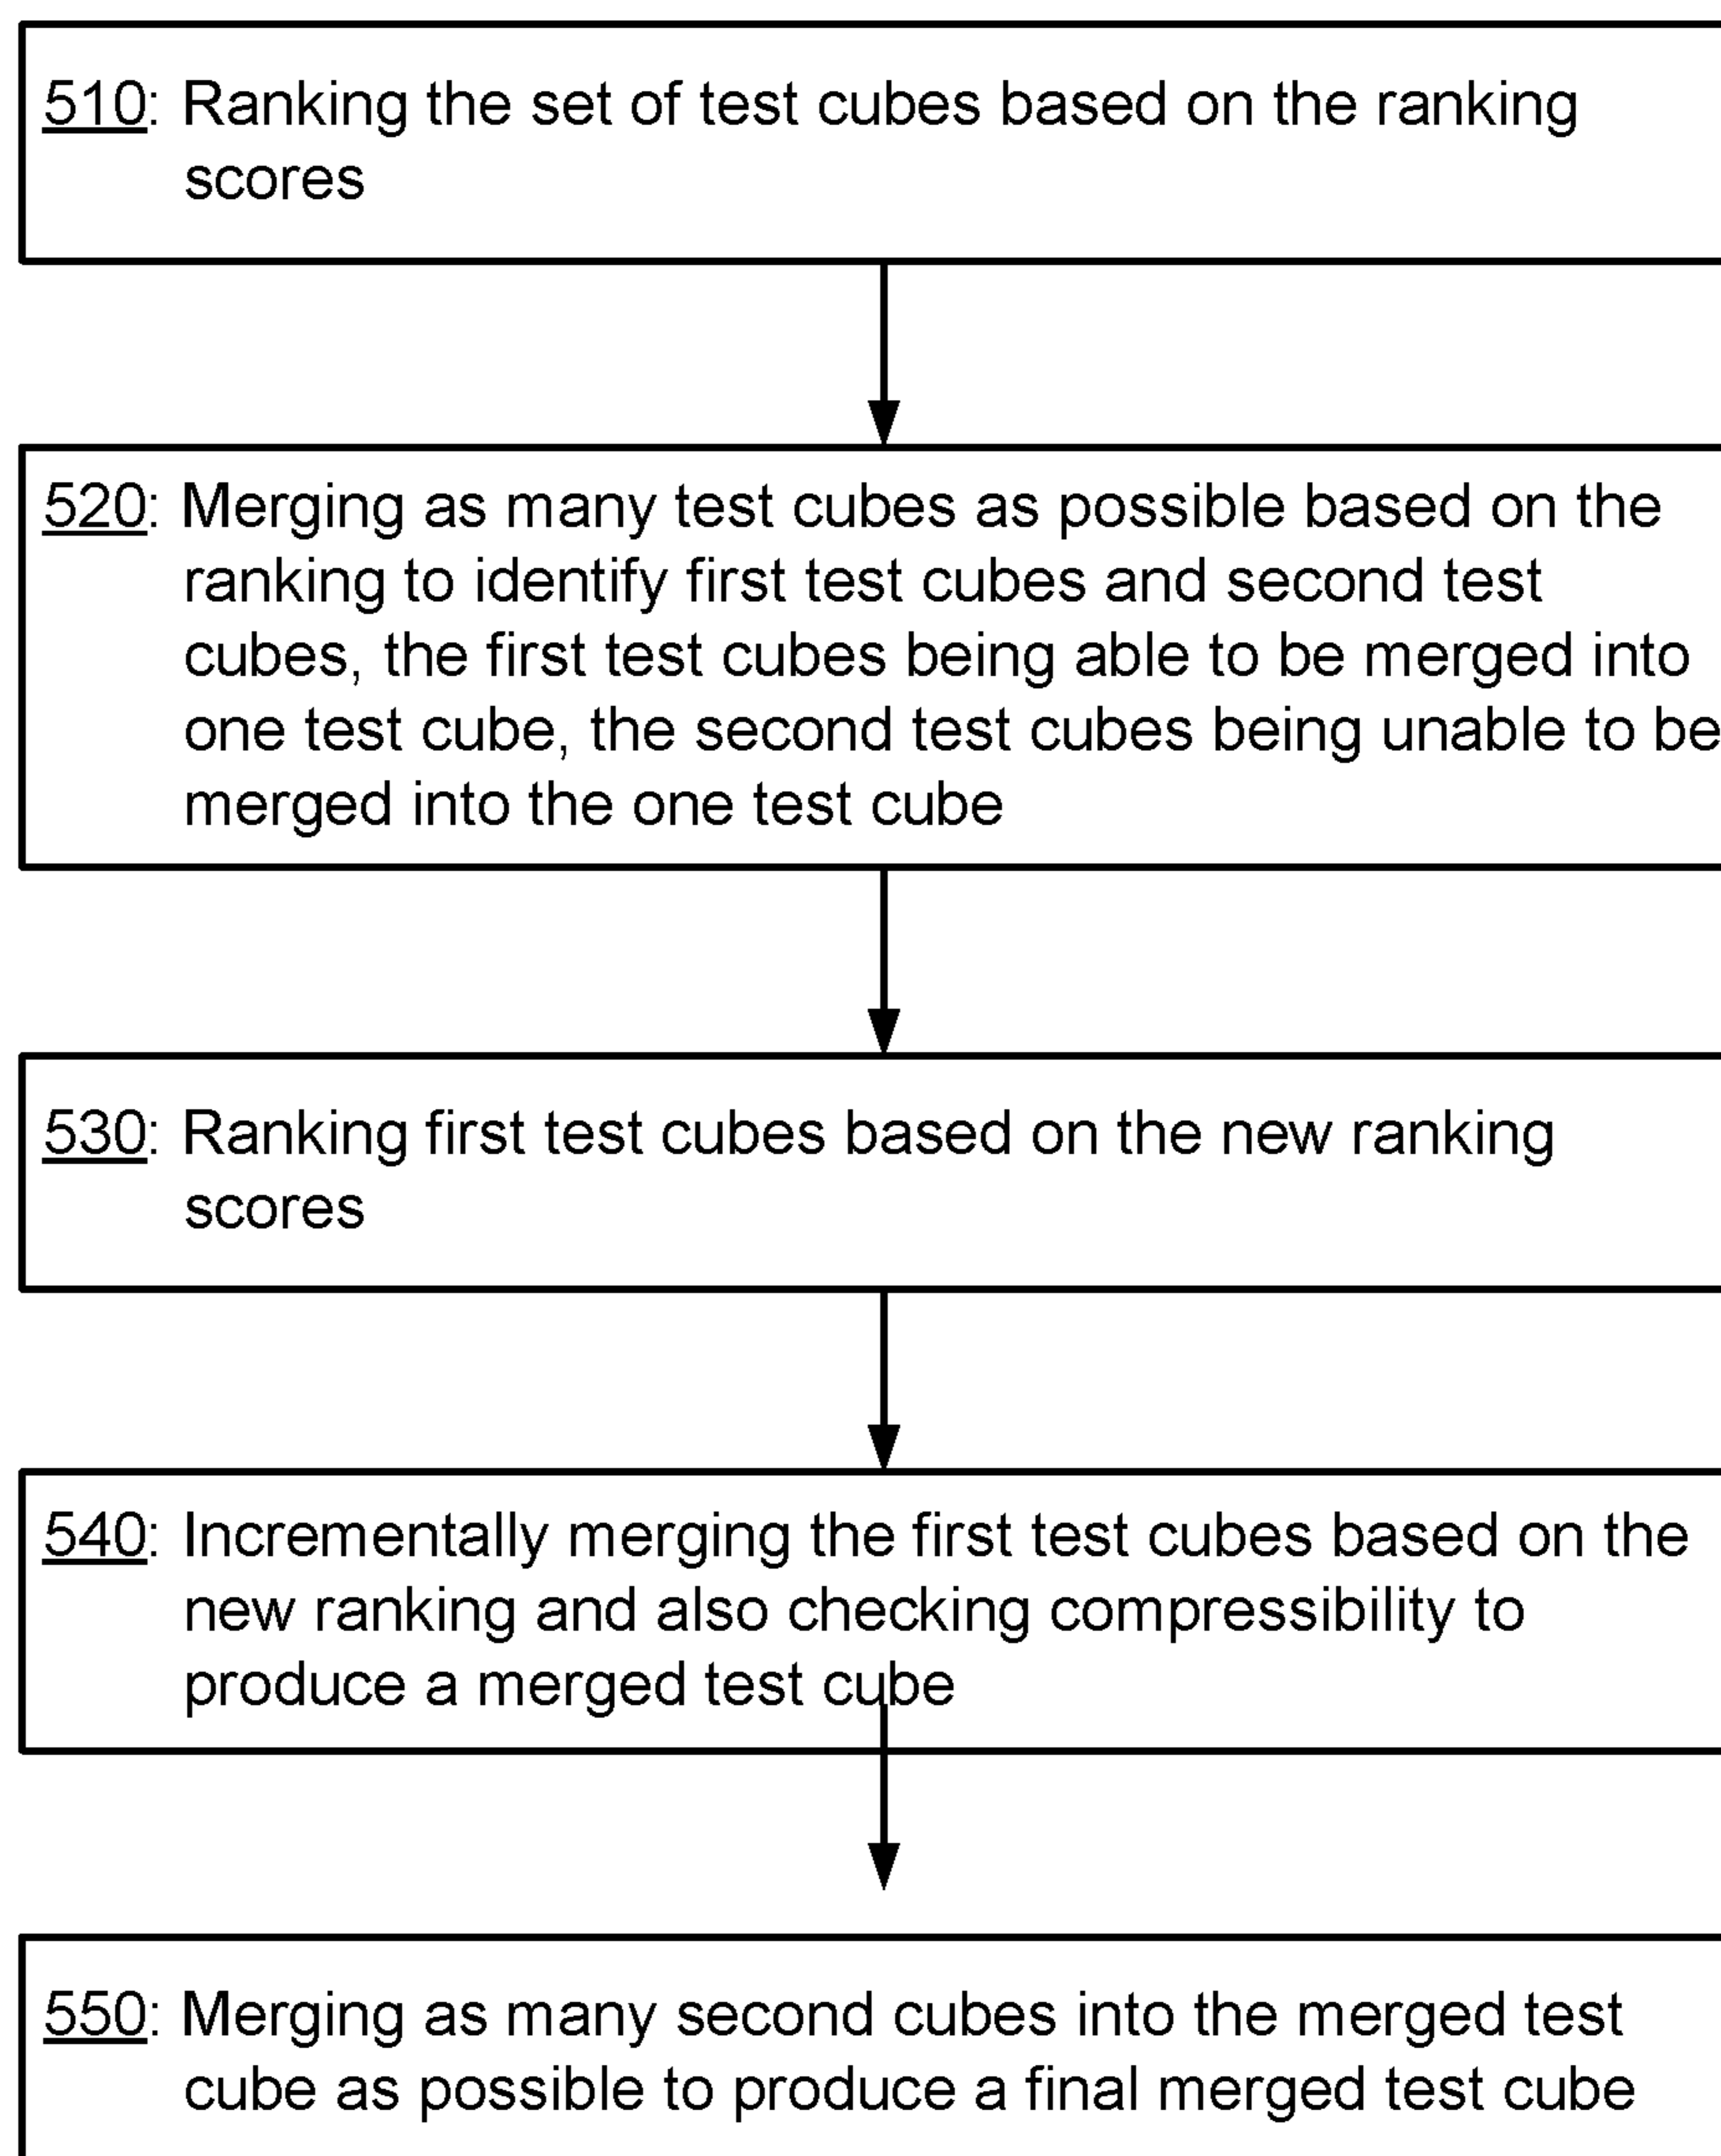 510: Ranking the set of test cubes based on the ranking
scores
520: Merging as many test cubes as possible based on the
ranking to identify first test cubes and second test
cubes, the first test cubes being able to be merged into
one test cube, the second test cubes being unable to be
merged into the one test cube
530: Ranking first test cubes based on the new ranking
scores
540: Incrementally merging the first test cubes based on the
new ranking and also checking compressibility to
produce a merged test cube
550: Merging as many second cubes into the merged test
cube as possible to produce a final merged test cube